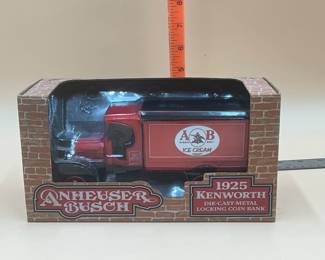 A B
ICE CREAM
ANHEUSER
BUSCH
1925
KENWORTH
DIE-CAST-METAL
LOCKING COIN BANK